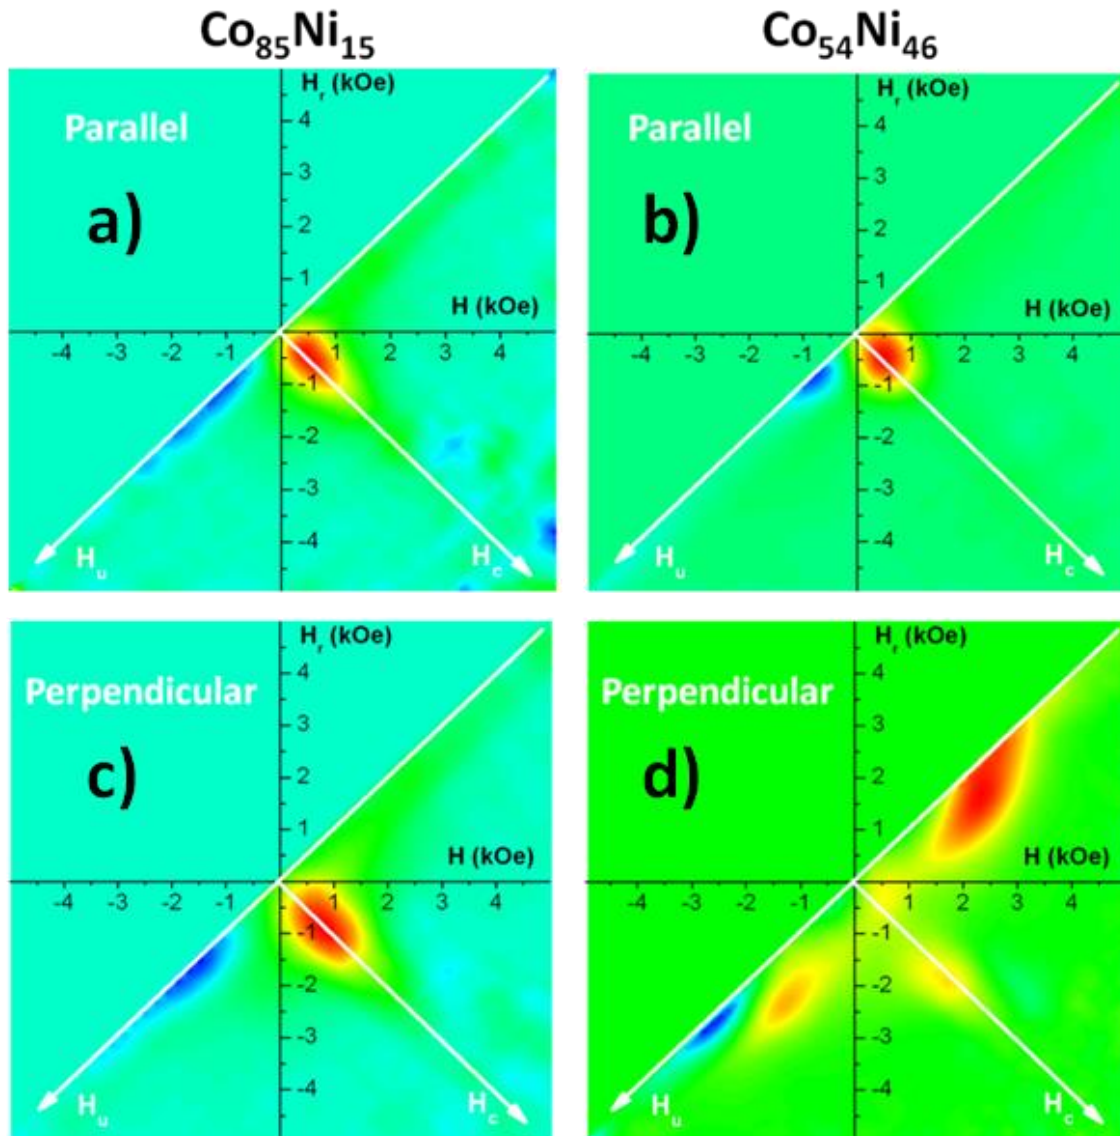 Co₈₅Ni₁₅ Co₅₄Ni₄₆
Hᵣ (kOe)
Parallel
a)
4
3
2
1
H (kOe)
-4 -3 -2 -1 1 2 3 4
-1
-2
-3
-4
Hᵤ
H꜀
Hᵣ (kOe)
Parallel
b)
4
3
2
1
H (kOe)
-4 -3 -2 -1 1 2 3 4
-1
-2
-3
-4
Hᵤ
H꜀
Hᵣ (kOe)
Perpendicular
c)
4
3
2
1
H (kOe)
-4 -3 -2 -1 1 2 3 4
-1
-2
-3
-4
Hᵤ
H꜀
Hᵣ (kOe)
Perpendicular
d)
4
3
2
1
H (kOe)
-4 -3 -2 -1 1 2 3 4
-1
-2
-3
-4
Hᵤ
H꜀